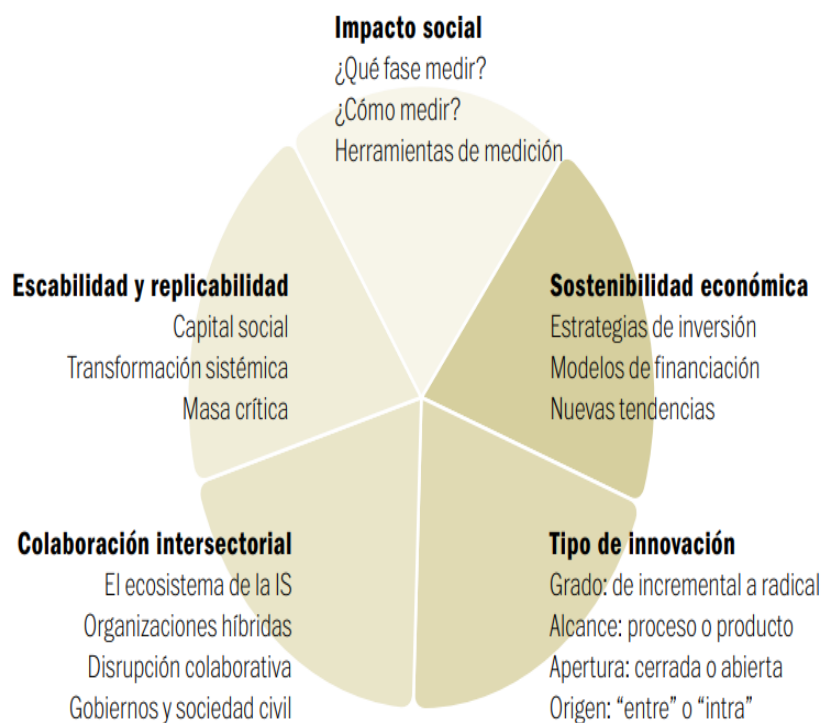 Impacto social
¿Qué fase medir?
¿Cómo medir?
Herramientas de medición
Escabilidad y replicabilidad
Capital social
Transformación sistémica
Masa crítica
Sostenibilidad económica
Estrategias de inversión
Modelos de financiación
Nuevas tendencias
Colaboración intersectorial
El ecosistema de la IS
Organizaciones híbridas
Disrupción colaborativa
Gobiernos y sociedad civil
Tipo de innovación
Grado: de incremental a radical
Alcance: proceso o producto
Apertura: cerrada o abierta
Origen: “entre” o “intra”